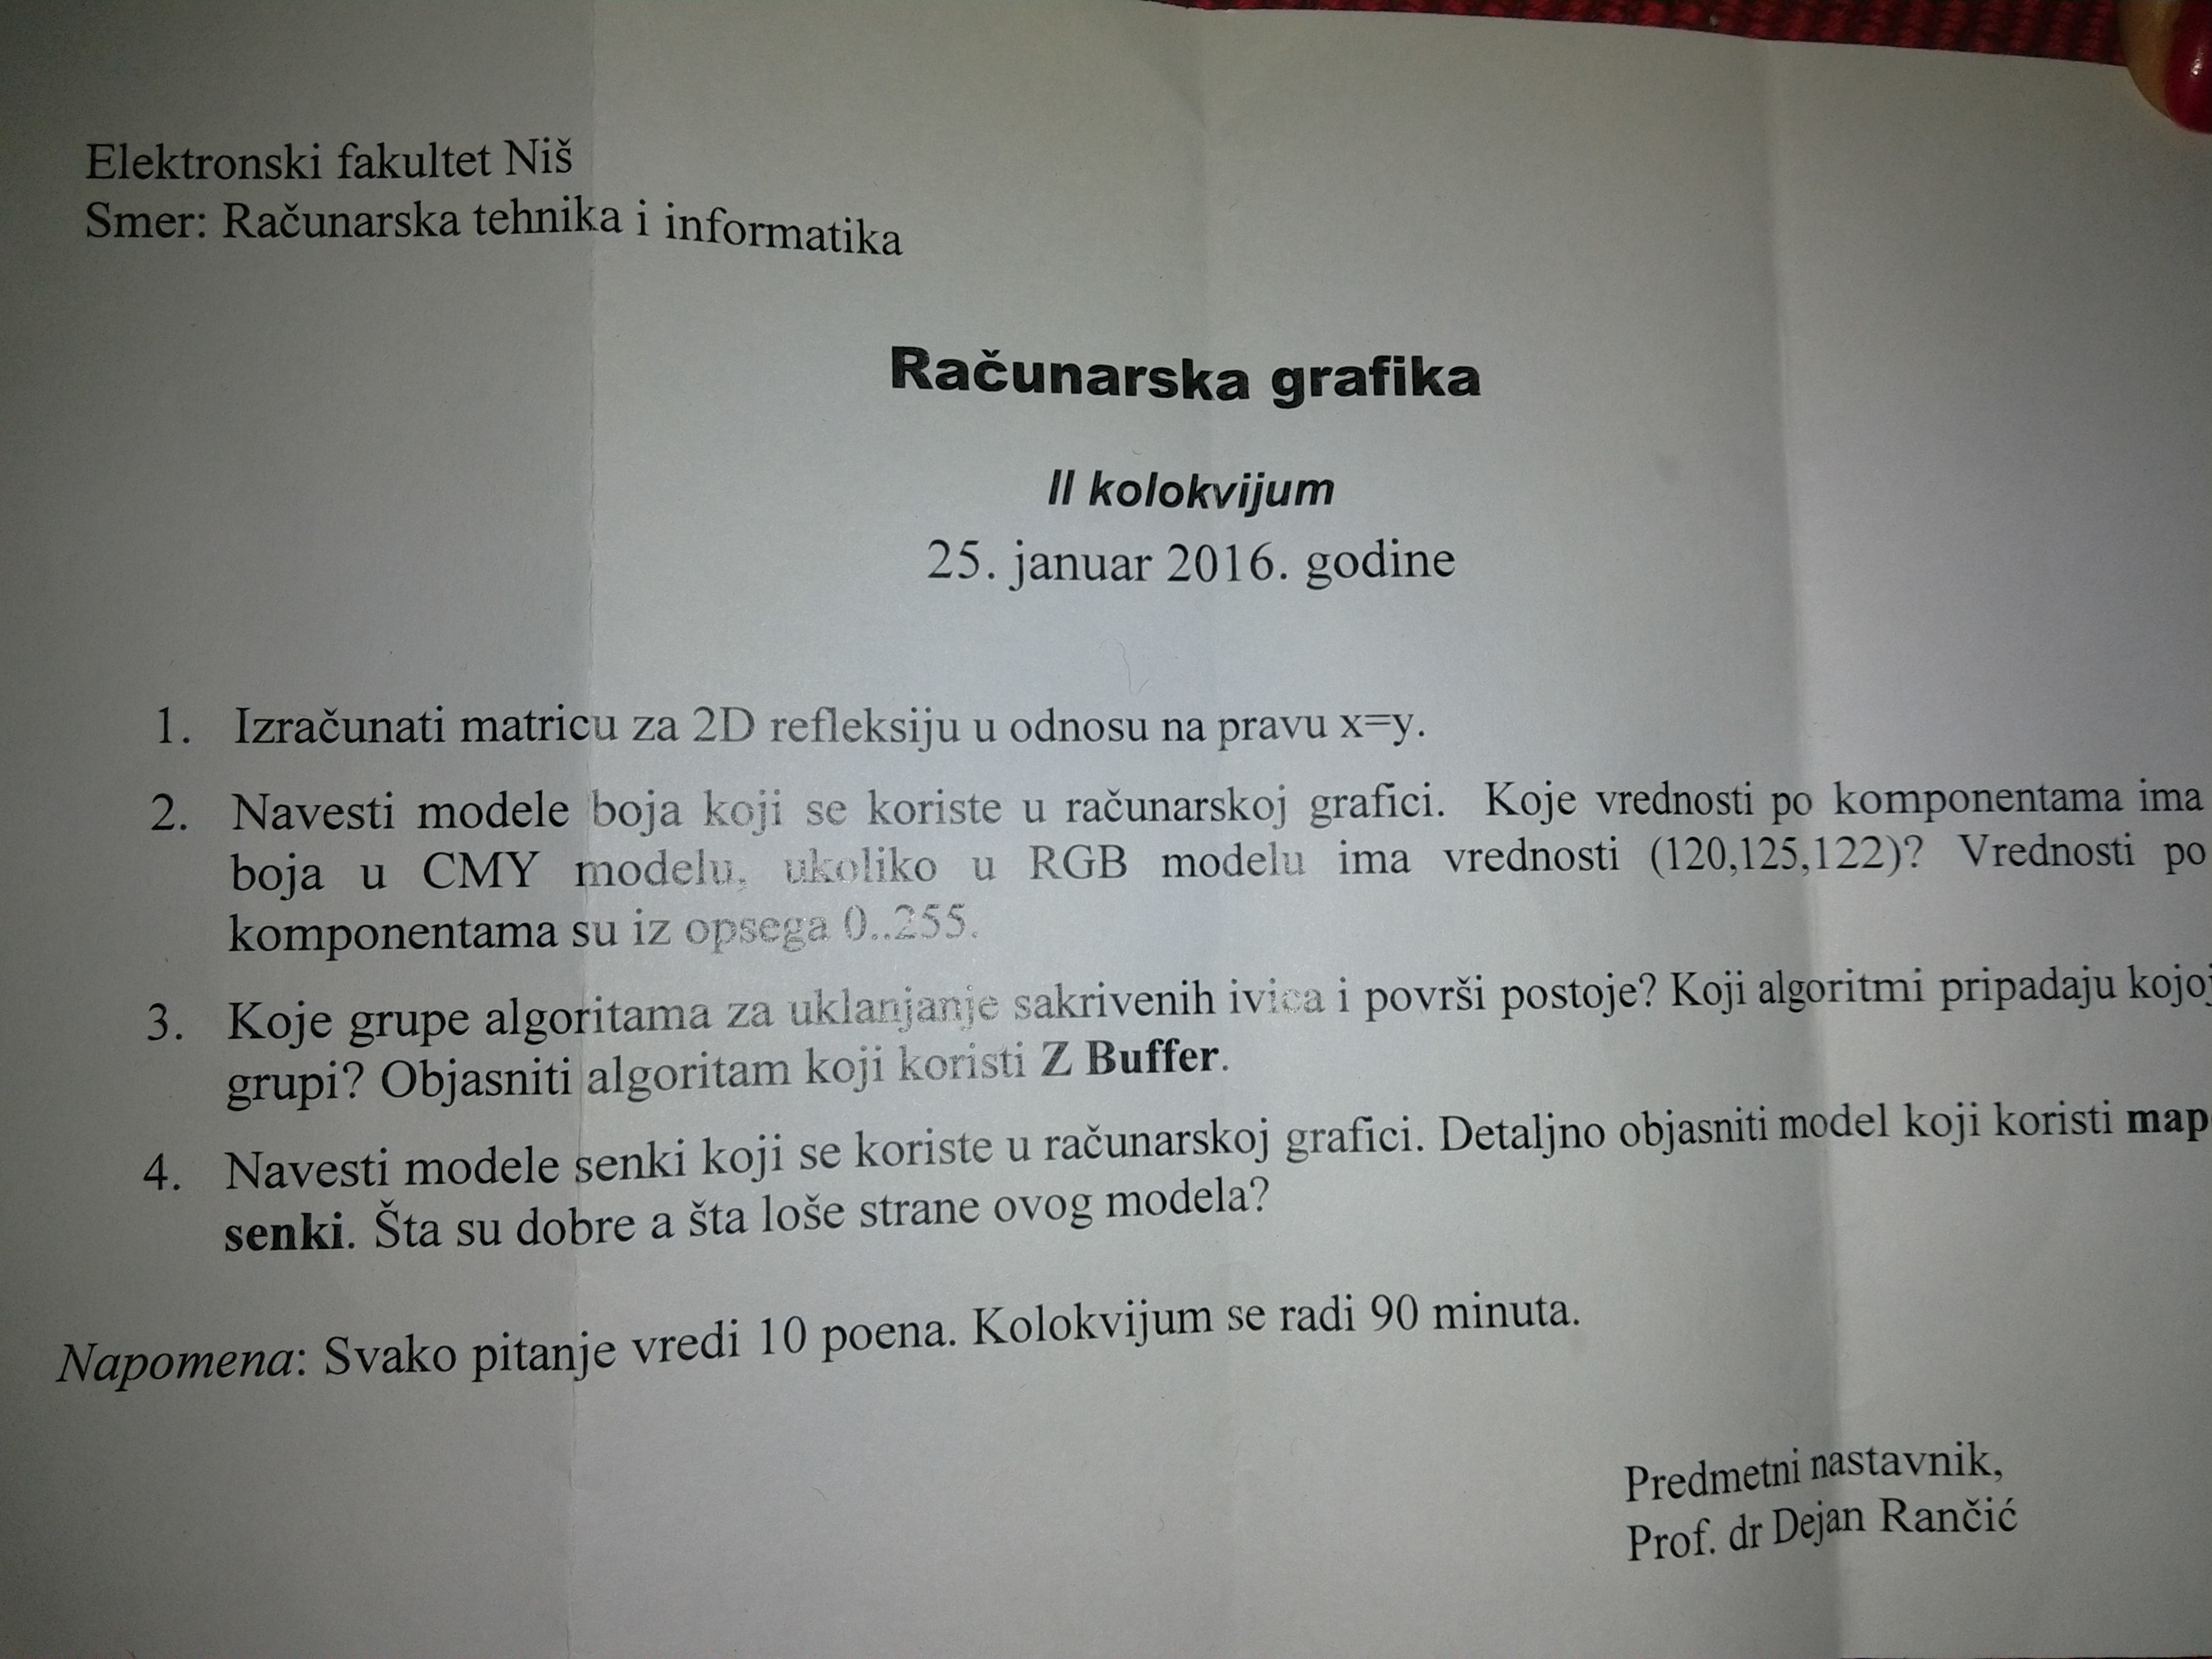 Elektronski fakultet Niš
Smer: Računarska tehnika i informatika
Računarska grafika
II kolokvijum
25. januar 2016. godine
1. Izračunati matricu za 2D refleksiju u odnosu na pravu x=y.
2. Navesti modele boja koji se koriste u računarskoj grafici. Koje vrednosti po komponentama ima
boja u CMY modelu, ukoliko u RGB modelu ima vrednosti (120,125,122)? Vrednosti po
komponentama su iz opsega 0..255.
3. Koje grupe algoritama za uklanjanje sakrivenih ivica i površi postoje? Koji algoritmi pripadaju kojoj
grupi? Objasniti algoritam koji koristi Z Buffer.
4. Navesti modele senki koji se koriste u računarskoj grafici. Detaljno objasniti model koji koristi map
senki. Šta su dobre a šta loše strane ovog modela?
Napomena: Svako pitanje vredi 10 poena. Kolokvijum se radi 90 minuta.
Predmetni nastavnik,
Prof. dr Dejan Rančić